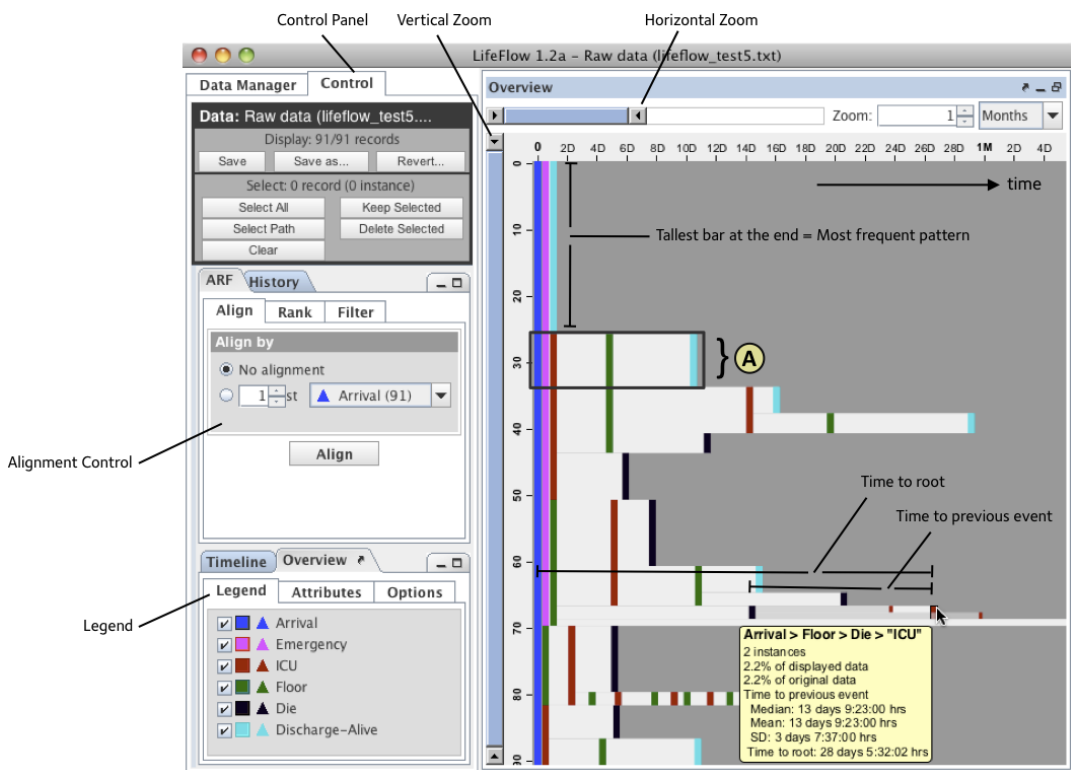 Control Panel
Vertical Zoom
Horizontal Zoom
LifeFlow 1.2a – Raw data (lifeflow_test5.txt)
Data Manager
Control
Data: Raw data (lifeflow_test5....
Display: 91/91 records
Save
Save as...
Revert...
Select: 0 record (0 instance)
Select All
Keep Selected
Select Path
Delete Selected
Clear
ARF
History
Align
Rank
Filter
Align by
No alignment
1 st
Arrival (91)
Align
Alignment Control
Timeline
Overview
Legend
Attributes
Options
Legend
Arrival
Emergency
ICU
Floor
Die
Discharge-Alive
Overview
Zoom: 1 Months
0 2D 4D 6D 8D 10D 12D 14D 16D 18D 20D 22D 24D 26D 1M 2D 4D
0
10
20
30
40
50
60
70
80
90
time
Tallest bar at the end = Most frequent pattern
A
Time to root
Time to previous event
Arrival > Floor > Die > "ICU"
2 instances
2.2% of displayed data
2.2% of original data
Time to previous event
Median: 13 days 9:23:00 hrs
Mean: 13 days 9:23:00 hrs
SD: 3 days 7:37:00 hrs
Time to root: 28 days 5:32:02 hrs